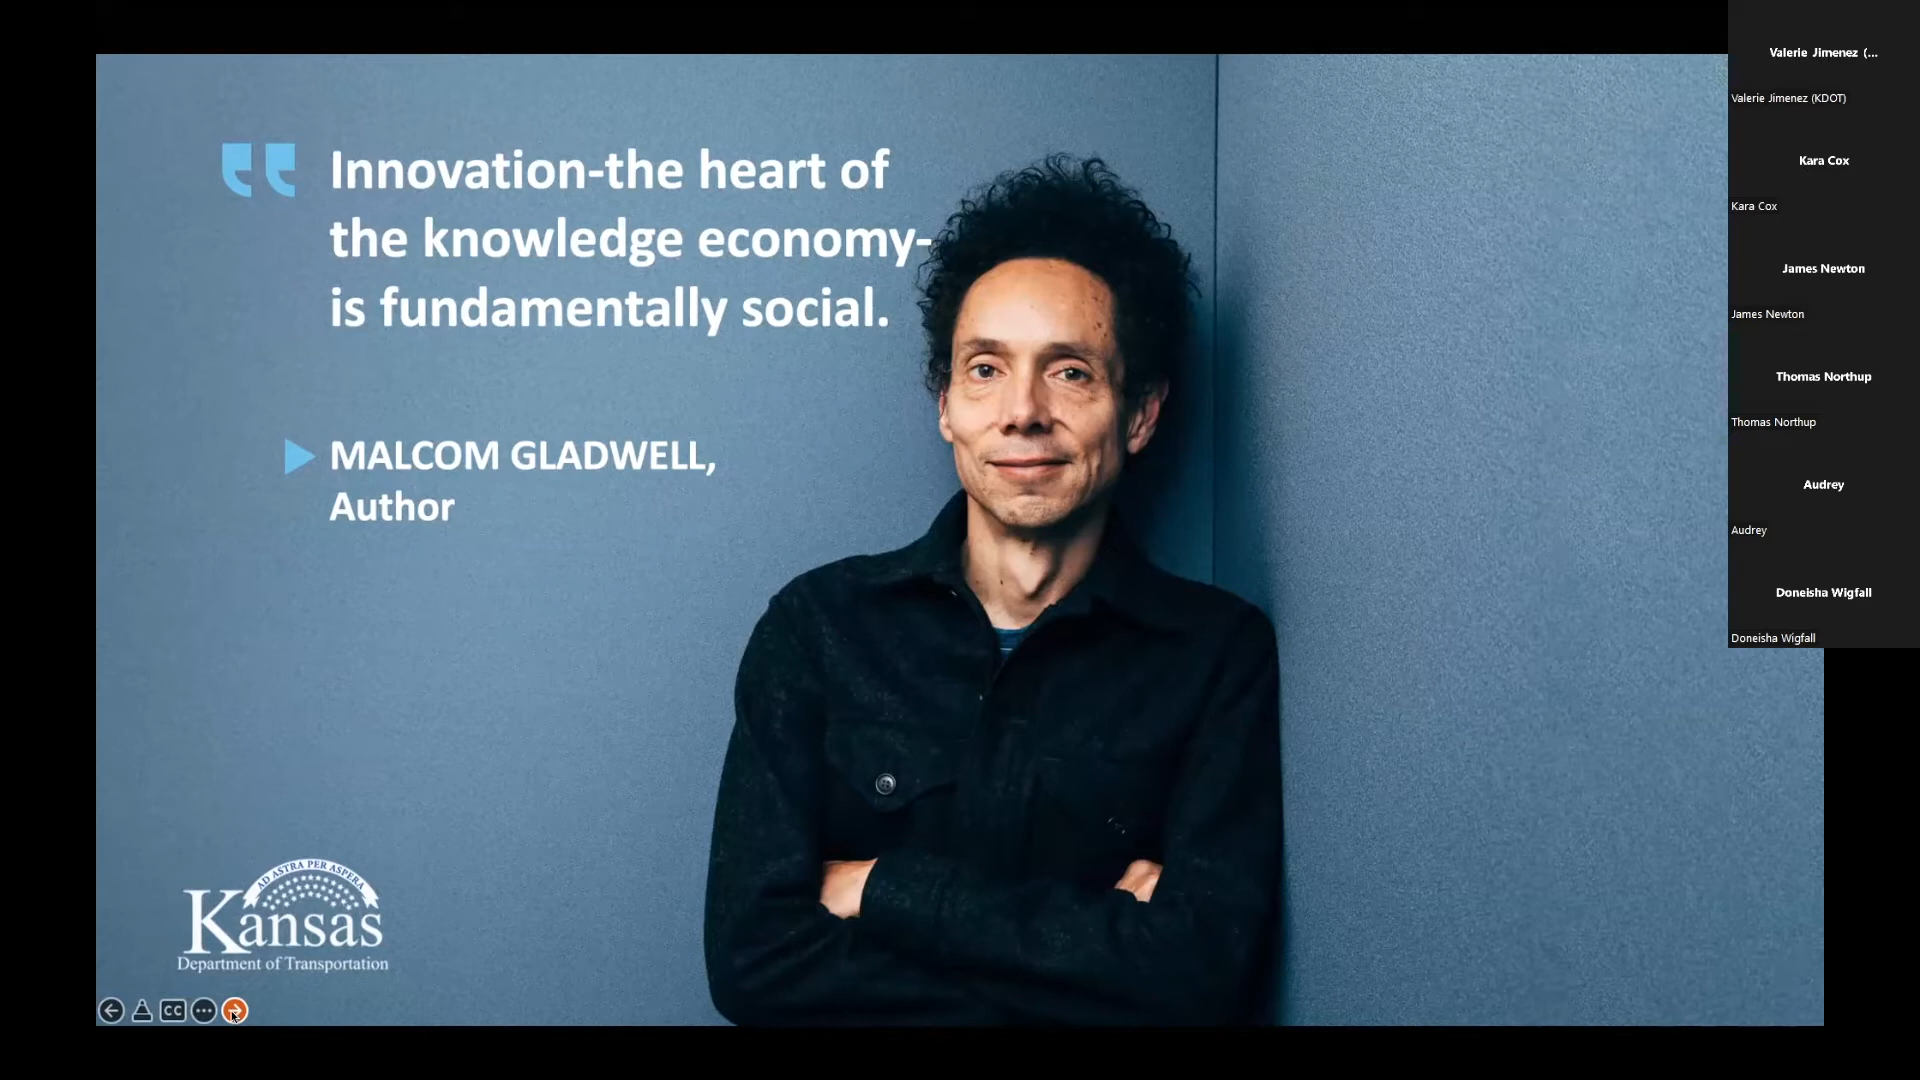 Innovation-the heart of
the knowledge economy-
is fundamentally social.
MALCOM GLADWELL,
Author
AD ASTRA PER ASPERA
Kansas
Department of Transportation
CC
Valerie Jimenez (...
Valerie Jimenez (KDOT)
Kara Cox
Kara Cox
James Newton
James Newton
Thomas Northup
Thomas Northup
Audrey
Audrey
Doneisha Wigfall
Doneisha Wigfall